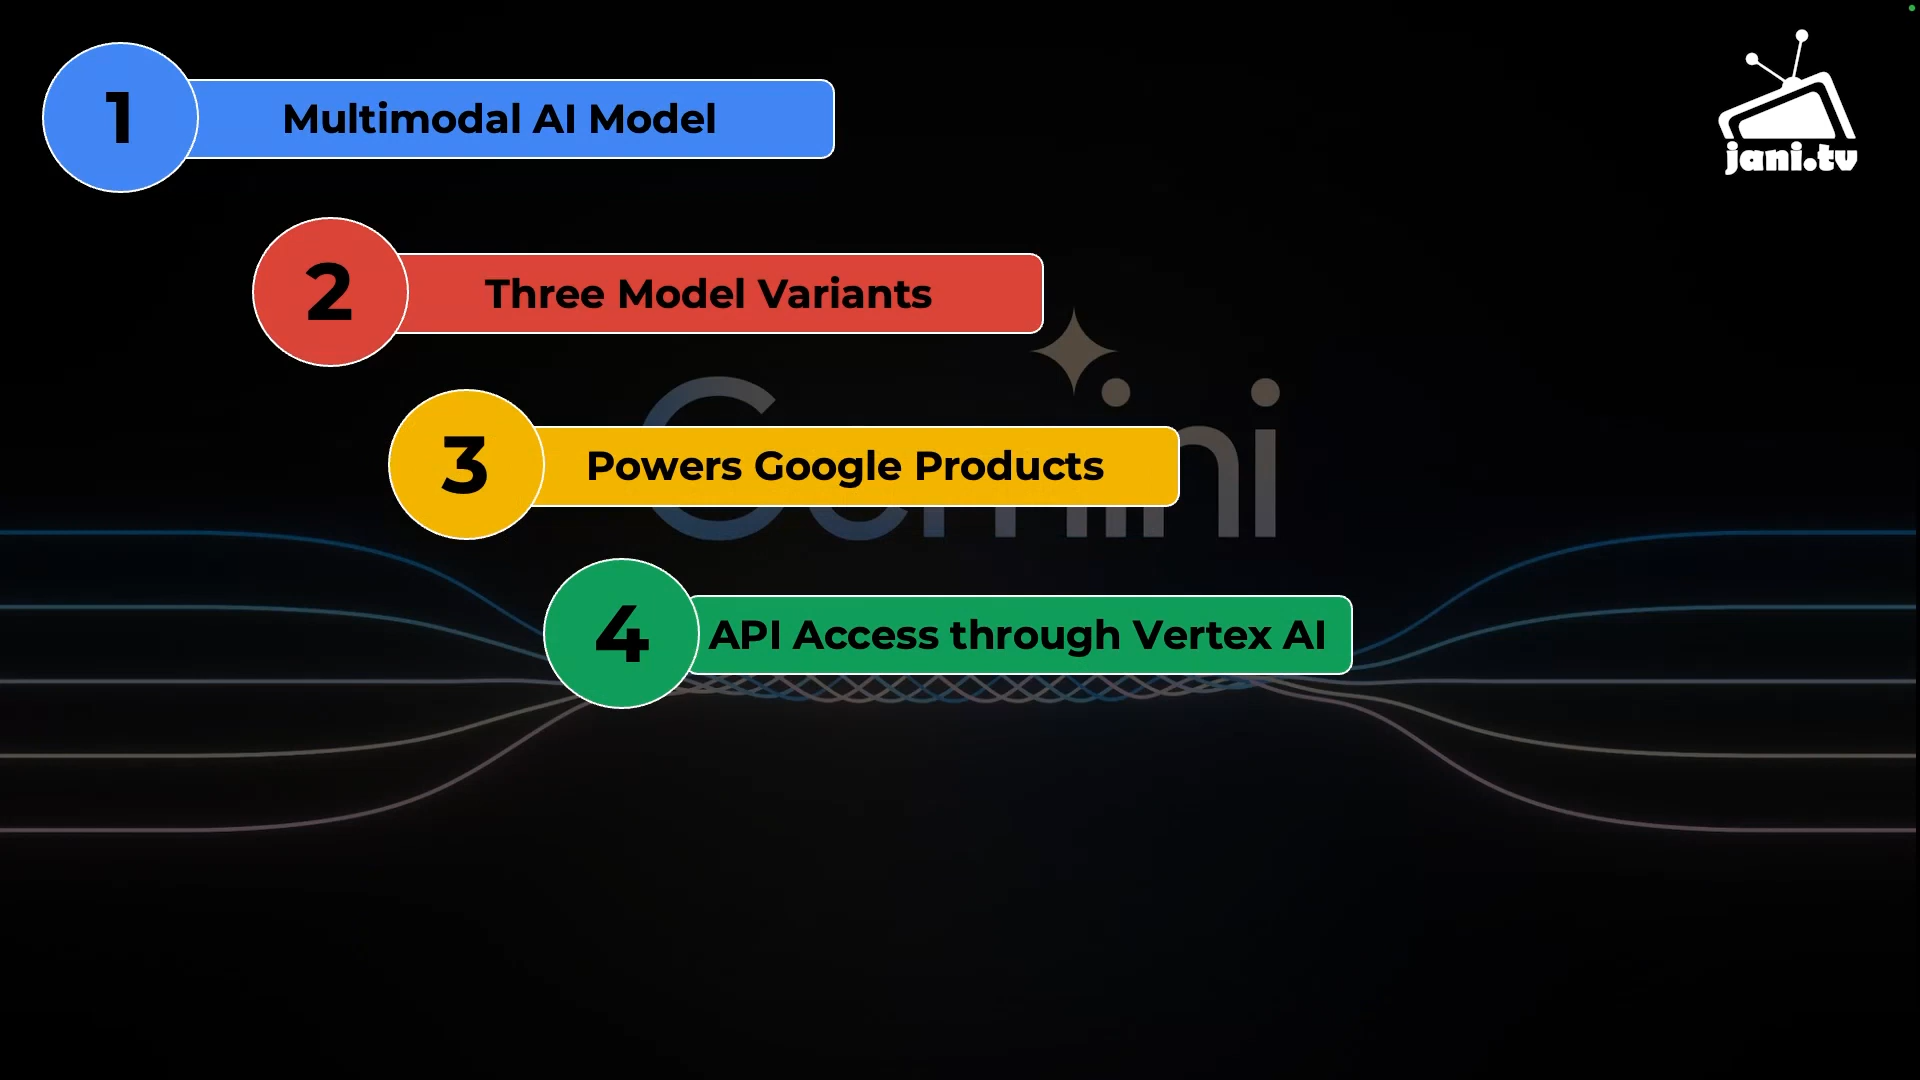 1
Multimodal AI Model
jani.tv
2
Three Model Variants
3
Powers Google Products
Gemini
4
API Access through Vertex AI